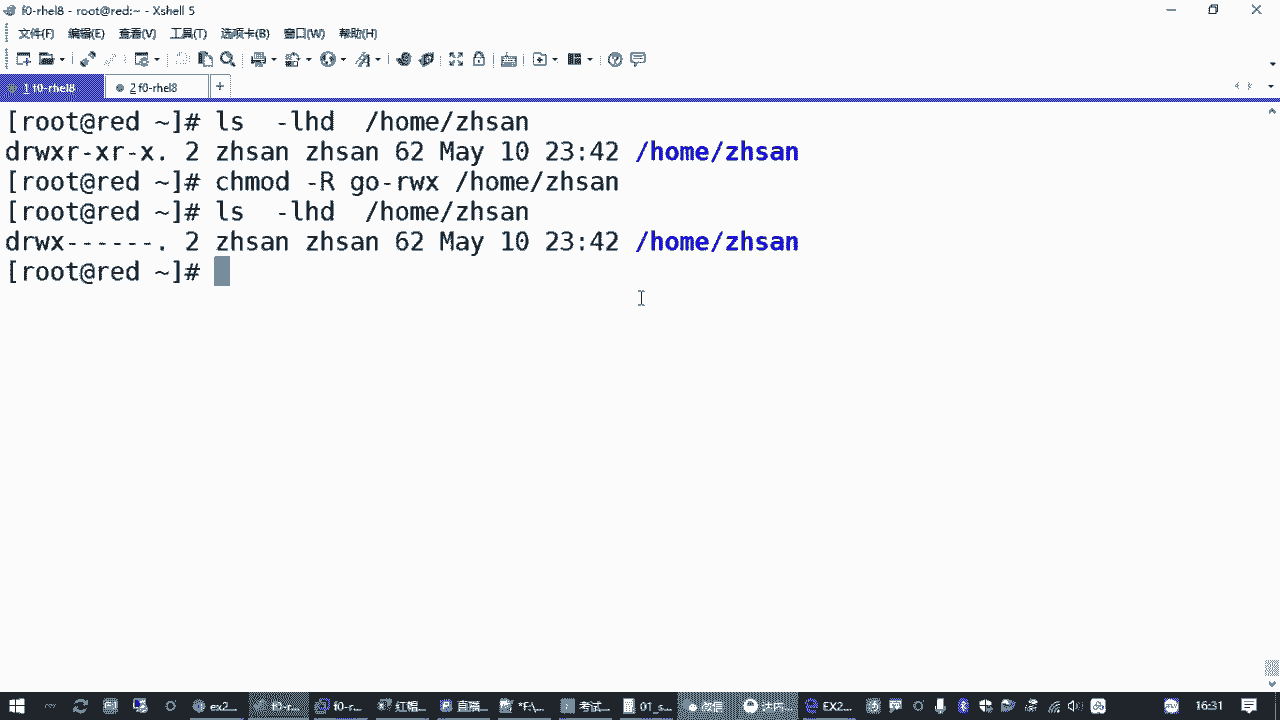 f0-rhel8 - root@red:~ - Xshell 5
文件(F) 编辑(E) 查看(V) 工具(T) 选项卡(B) 窗口(W) 帮助(H)
1 f0-rhel8 2 f0-rhel8 +
[root@red ~]# ls  -lhd  /home/zhsan
drwxr-xr-x. 2 zhsan zhsan 62 May 10 23:42 /home/zhsan
[root@red ~]# chmod -R go-rwx /home/zhsan
[root@red ~]# ls  -lhd  /home/zhsan
drwx------. 2 zhsan zhsan 62 May 10 23:42 /home/zhsan
[root@red ~]#
ex2... f0-r... f0-r... 红帽... 直播... *F:\... 考试... 01_s... 微信 EX2... 16:31